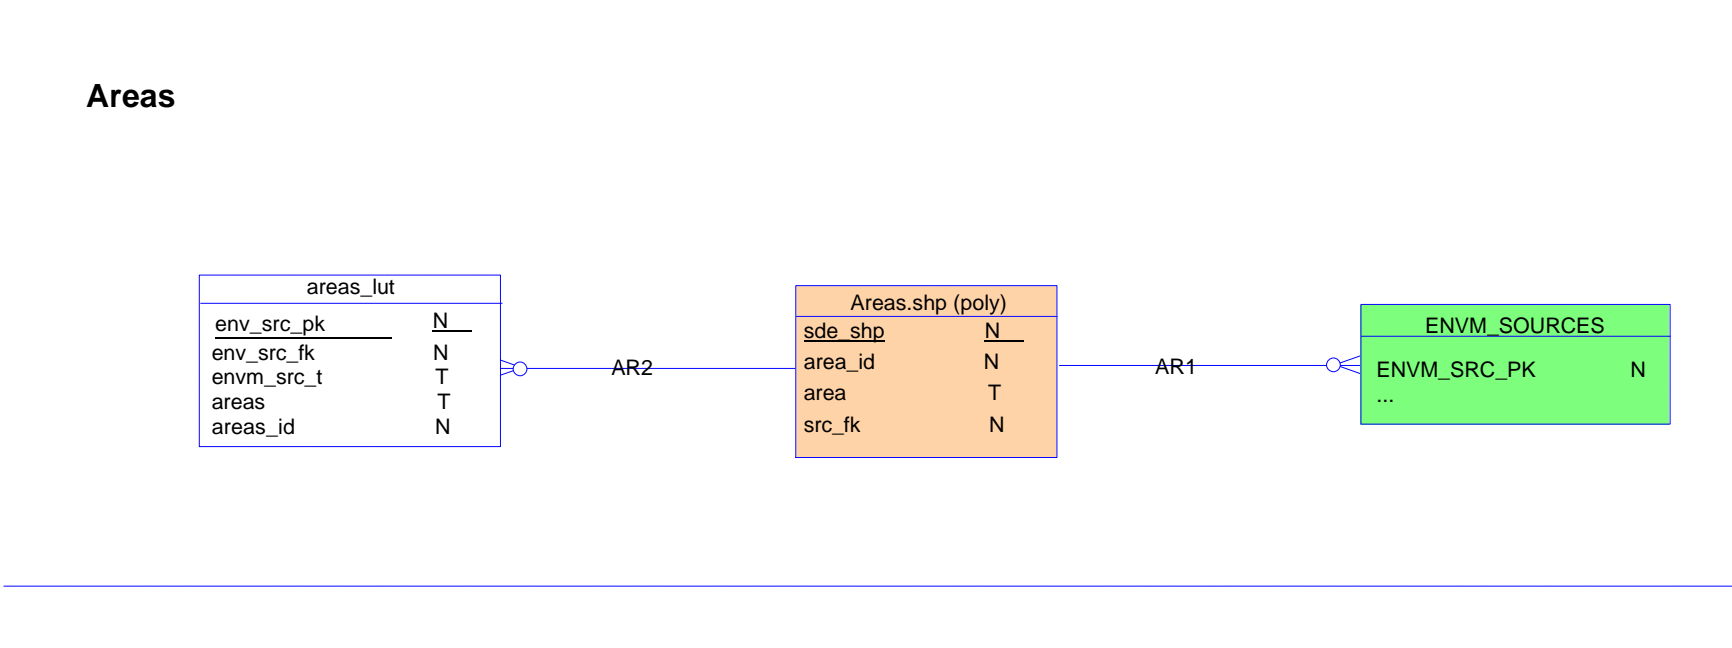 Areas
areas_lut
env_src_pk N
env_src_fk N
envm_src_t T
areas T
areas_id N
AR2
Areas.shp (poly)
sde_shp N
area_id N
area T
src_fk N
AR1
ENVM_SOURCES
ENVM_SRC_PK N
...